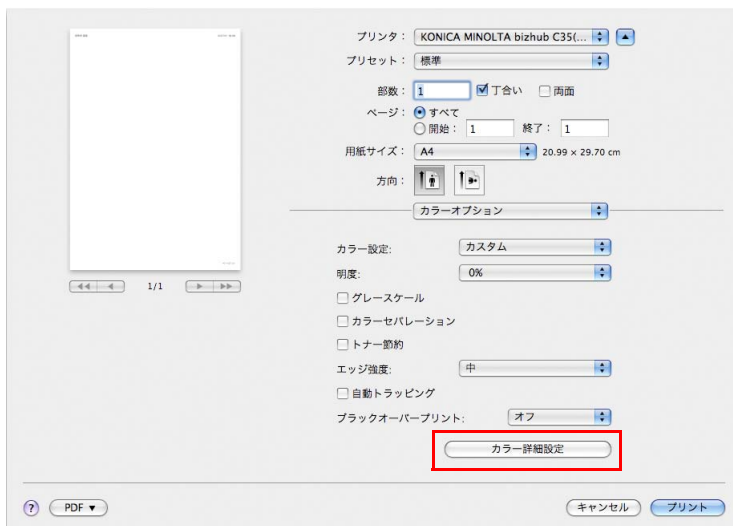 プリンタ： KONICA MINOLTA bizhub C35(...
プリセット： 標準
部数： 1 丁合い 両面
ページ： すべて
開始： 1 終了： 1
用紙サイズ： A4 20.99 × 29.70 cm
方向：
カラーオプション
カラー設定: カスタム
明度: 0%
1/1
グレースケール
カラーセパレーション
トナー節約
エッジ強度: 中
自動トラッピング
ブラックオーバープリント: オフ
カラー詳細設定
? PDF ▼ キャンセル プリント